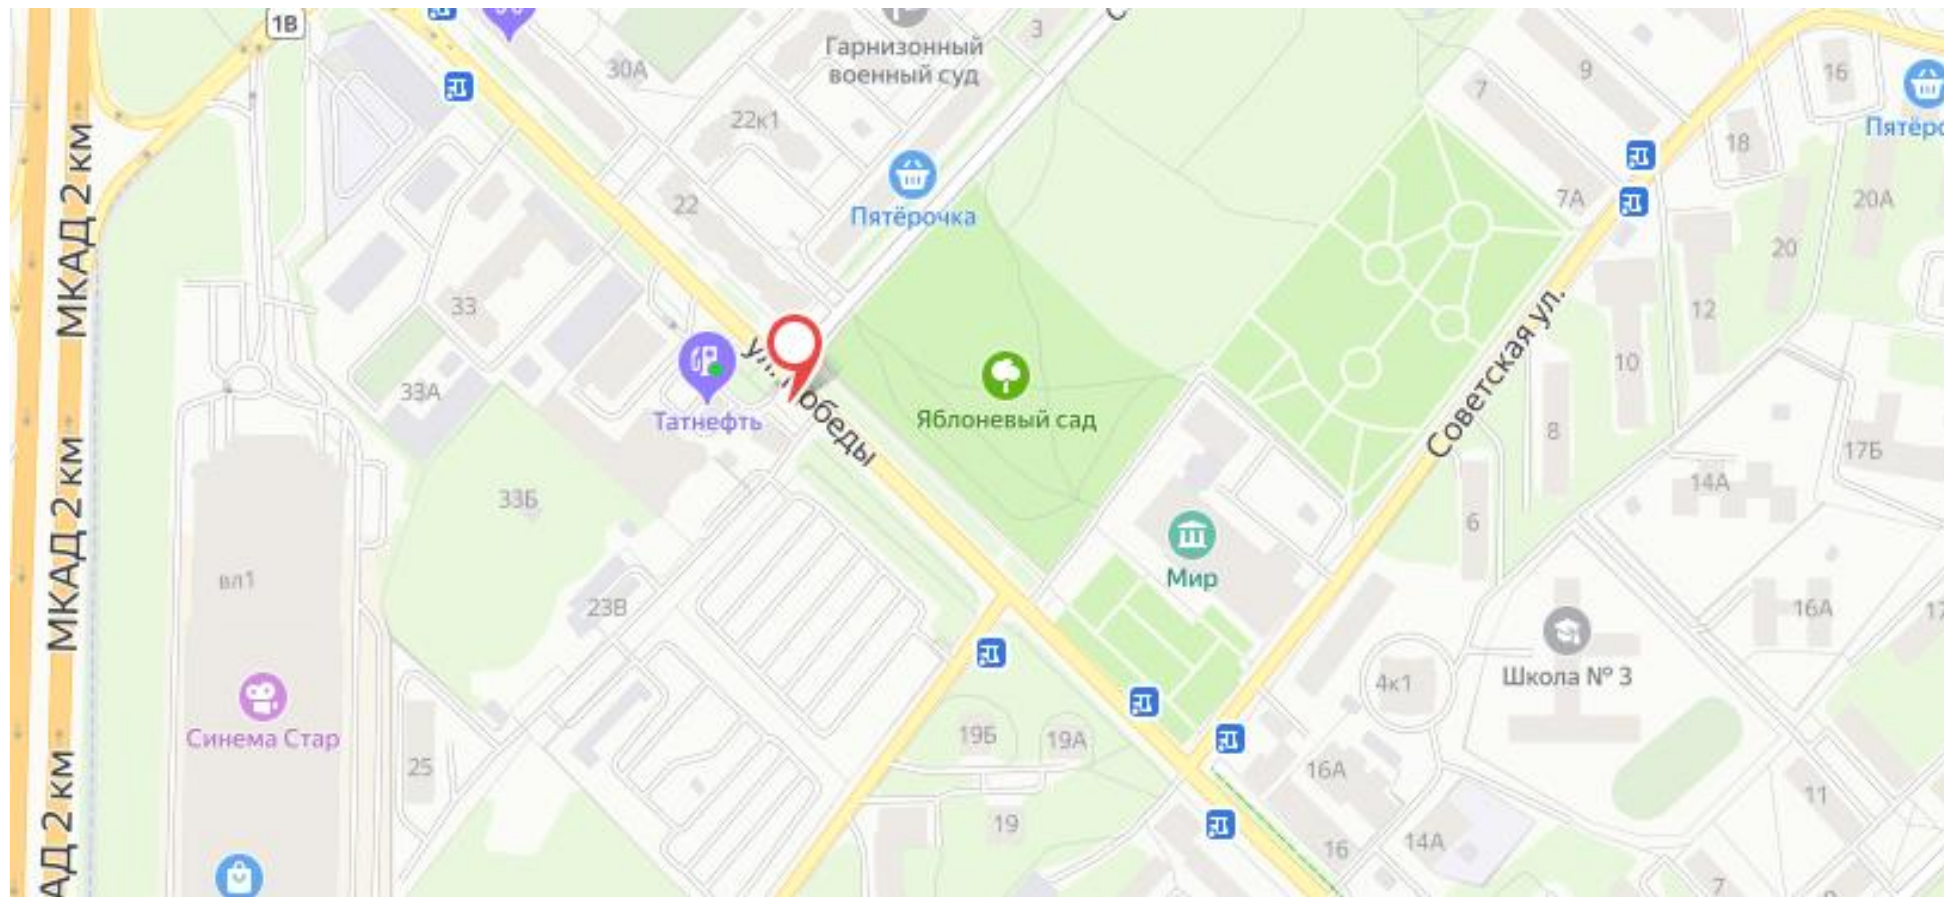 1В
Гарнизонный
военный суд
3
30А
22к1
22
Пятёрочка
7
9
16
Пятёро
18
7А
20А
20
12
10
8
6
МКАД 2 км
33
33А
Татнефть
Яблоневый сад
Советская ул.
17Б
14А
33Б
МКАД 2 км
вл1
23В
Мир
Школа № 3
16А
17
4к1
Синема Стар
25
19Б
19А
19
16А
16
14А
11
7
АД 2 км